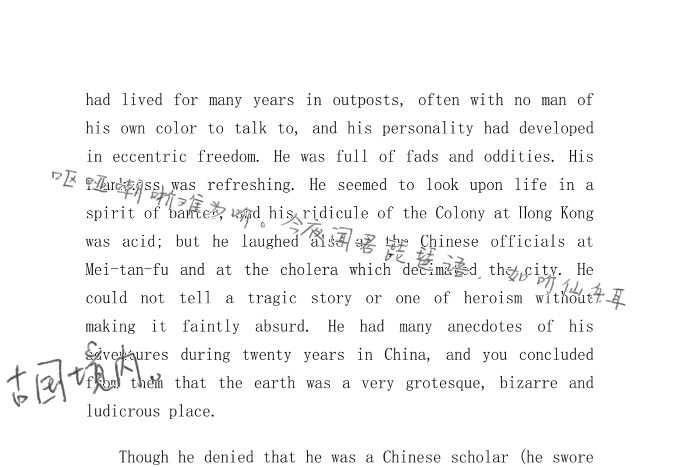 had lived for many years in outposts, often with no man of
his own color to talk to, and his personality had developed
in eccentric freedom. He was full of fads and oddities. His
frankness was refreshing. He seemed to look upon life in a
spirit of banter, and his ridicule of the Colony at Hong Kong
was acid; but he laughed also at the Chinese officials at
Mei-tan-fu and at the cholera which decimated the city. He
could not tell a tragic story or one of heroism without
making it faintly absurd. He had many anecdotes of his
adventures during twenty years in China, and you concluded
from them that the earth was a very grotesque, bizarre and
ludicrous place.
Though he denied that he was a Chinese scholar (he swore
呕哑嘲哳难为听。今夜闻君琵琶语,如听仙乐耳
古国境内。